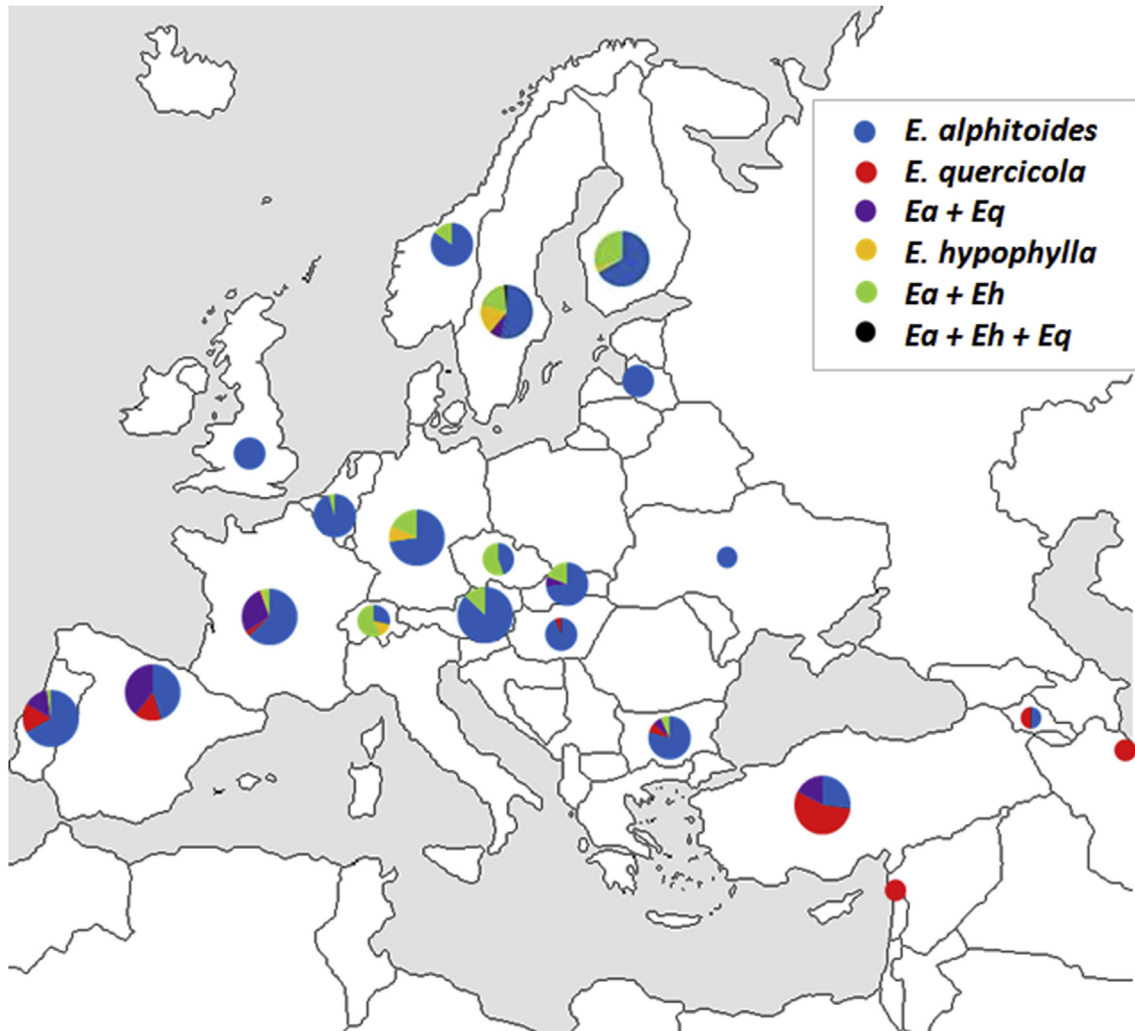 E. alphitoides
E. quercicola
Ea + Eq
E. hypophylla
Ea + Eh
Ea + Eh + Eq